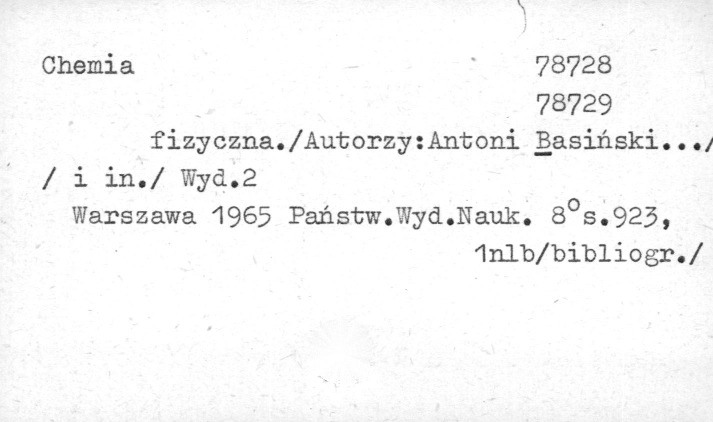 Chemia 78728
78729
fizyczna./Autorzy:Antoni Basiński.../
/ i in./ Wyd.2
Warszawa 1965 Państw.Wyd.Nauk. 8°s.923,
1nlb/bibliogr./